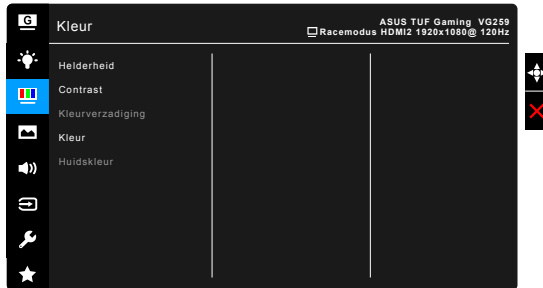 G
Kleur
ASUS TUF Gaming VG259
Racemodus HDMI2 1920x1080@ 120Hz
Helderheid
Contrast
Kleurverzadiging
Kleur
Huidskleur